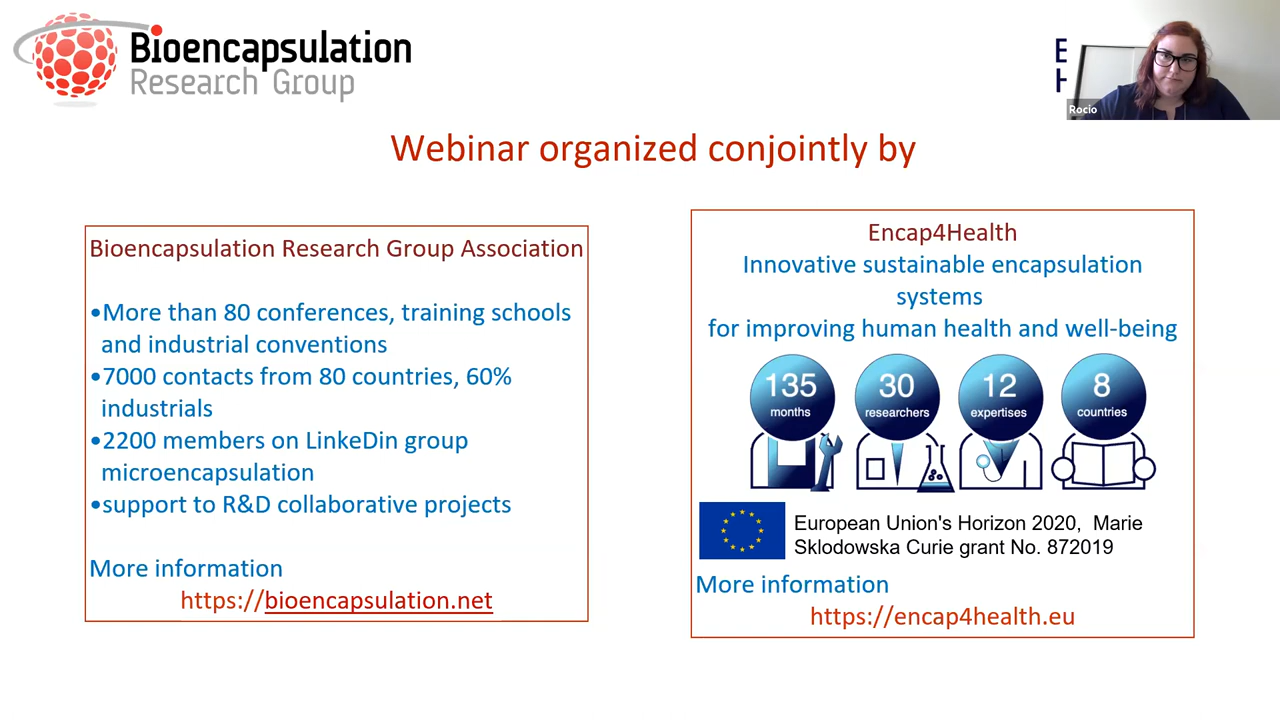 Bioencapsulation
Research Group
E
H
Rocio
Webinar organized conjointly by
Bioencapsulation Research Group Association
•More than 80 conferences, training schools
and industrial conventions
•7000 contacts from 80 countries, 60%
industrials
•2200 members on LinkeDin group
microencapsulation
•support to R&D collaborative projects
More information
https://bioencapsulation.net
Encap4Health
Innovative sustainable encapsulation
systems
for improving human health and well-being
135 30 12 8
months researchers expertises countries
European Union's Horizon 2020,  Marie
Sklodowska Curie grant No. 872019
More information
https://encap4health.eu